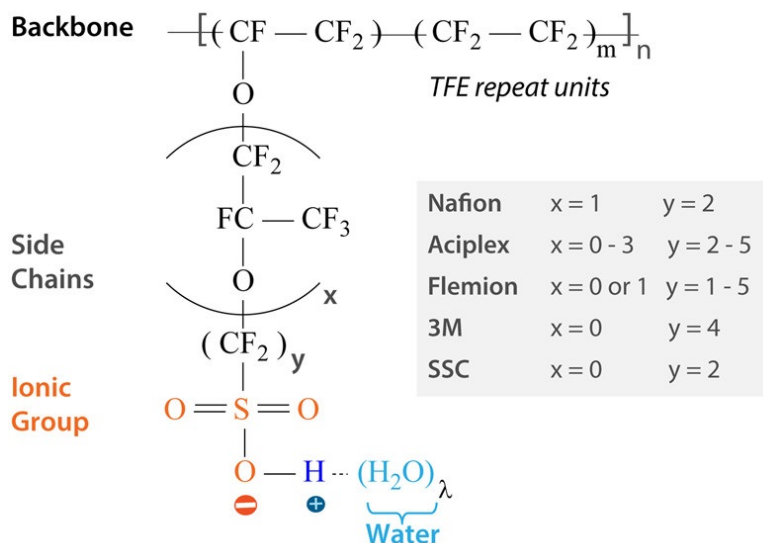 Backbone
[(CF — CF₂)—(CF₂—CF₂)m]n
O
TFE repeat units
CF₂
FC — CF₃
Side
Chains
O
x
(CF₂)y
Ionic
Group
O=S=O
O—H···(H₂O)λ
− +
Water
Nafion x = 1 y = 2
Aciplex x = 0 - 3 y = 2 - 5
Flemion x = 0 or 1 y = 1 - 5
3M x = 0 y = 4
SSC x = 0 y = 2